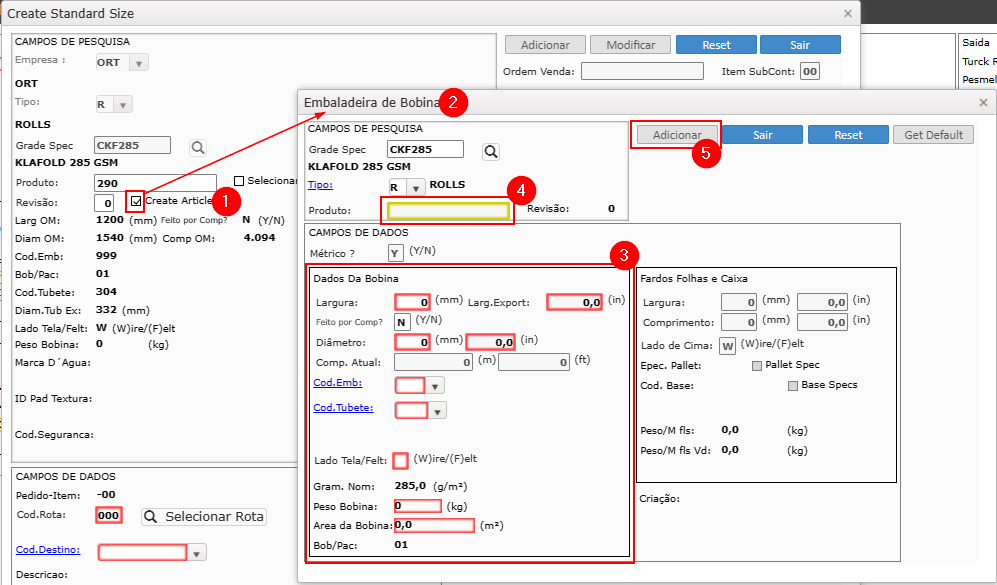 Create Standard Size
CAMPOS DE PESQUISA
Empresa :
ORT
ORT
Tipo:
R
ROLLS
Grade Spec
CKF285
KLAFOLD 285 GSM
Produto:
290
Selecionar
Revisão:
0
Create Article
1
Larg OM:
1200 (mm)
Feito por Comp?
N (Y/N)
Diam OM:
1540 (mm)
Comp OM:
4.094
Cod.Emb:
999
Bob/Pac:
01
Cod.Tubete:
304
Diam.Tub Ex:
332 (mm)
Lado Tela/Felt:
W (W)ire/(F)elt
Peso Bobina:
0 (kg)
Marca D´Agua:
ID Pad Textura:
Cod.Seguranca:
CAMPOS DE DADOS
Pedido-Item:
-00
Cod.Rota:
000
Selecionar Rota
Cod.Destino:
Descricao:
Adicionar
Modificar
Reset
Sair
Ordem Venda:
Item SubCont:
00
Saida
Turck R
Pesmel
Embaladeira de Bobina
2
CAMPOS DE PESQUISA
Grade Spec
CKF285
KLAFOLD 285 GSM
Tipo:
R
ROLLS
4
Produto:
Revisão:
0
Adicionar
Sair
Reset
Get Default
5
CAMPOS DE DADOS
Métrico ?
Y (Y/N)
3
Dados Da Bobina
Largura:
0 (mm)
Larg.Export:
0,0 (in)
Feito por Comp?
N (Y/N)
Diâmetro:
0 (mm)
0,0 (in)
Comp. Atual:
0 (m)
0 (ft)
Cod.Emb:
Cod.Tubete:
Lado Tela/Felt:
(W)ire/(F)elt
Gram. Nom:
285,0 (g/m²)
Peso Bobina:
0 (kg)
Area da Bobina:
0,0 (m²)
Bob/Pac:
01
Fardos Folhas e Caixa
Largura:
0 (mm)
0,0 (in)
Comprimento:
0 (mm)
0,0 (in)
Lado de Cima:
W (W)ire/(F)elt
Epec. Pallet:
Pallet Spec
Cod. Base:
Base Specs
Peso/M fls:
0,0 (kg)
Peso/M fls Vd:
0,0 (kg)
Criação: